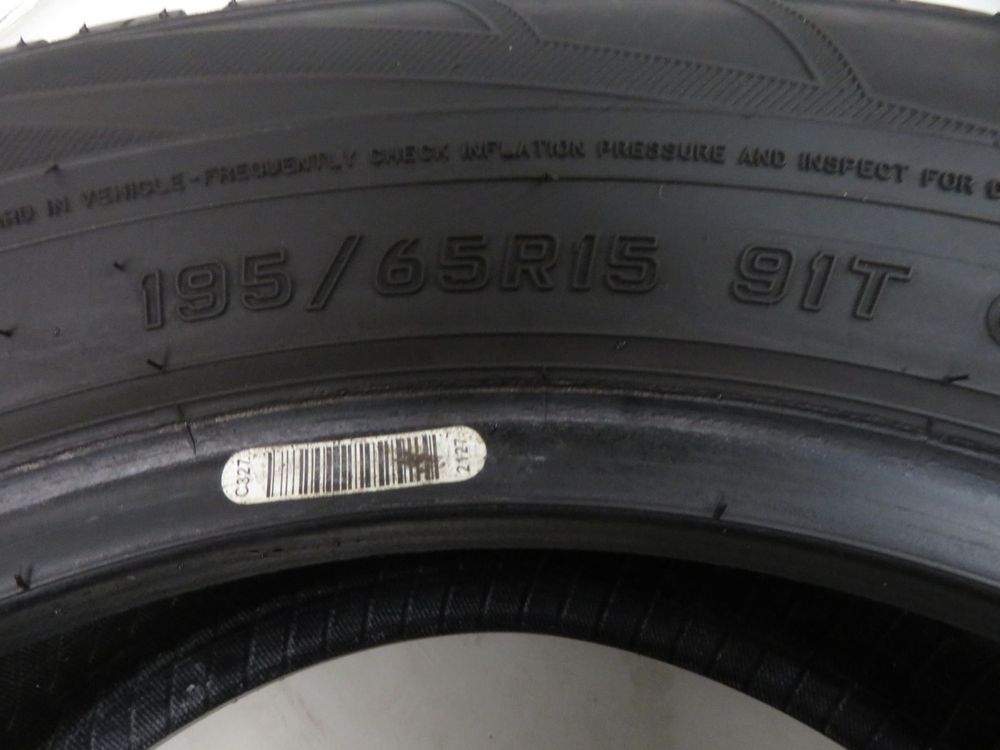 IN VEHICLE-FREQUENTLY CHECK INFLATION PRESSURE AND INSPECT FOR
195/65R15 91T
C327 2127